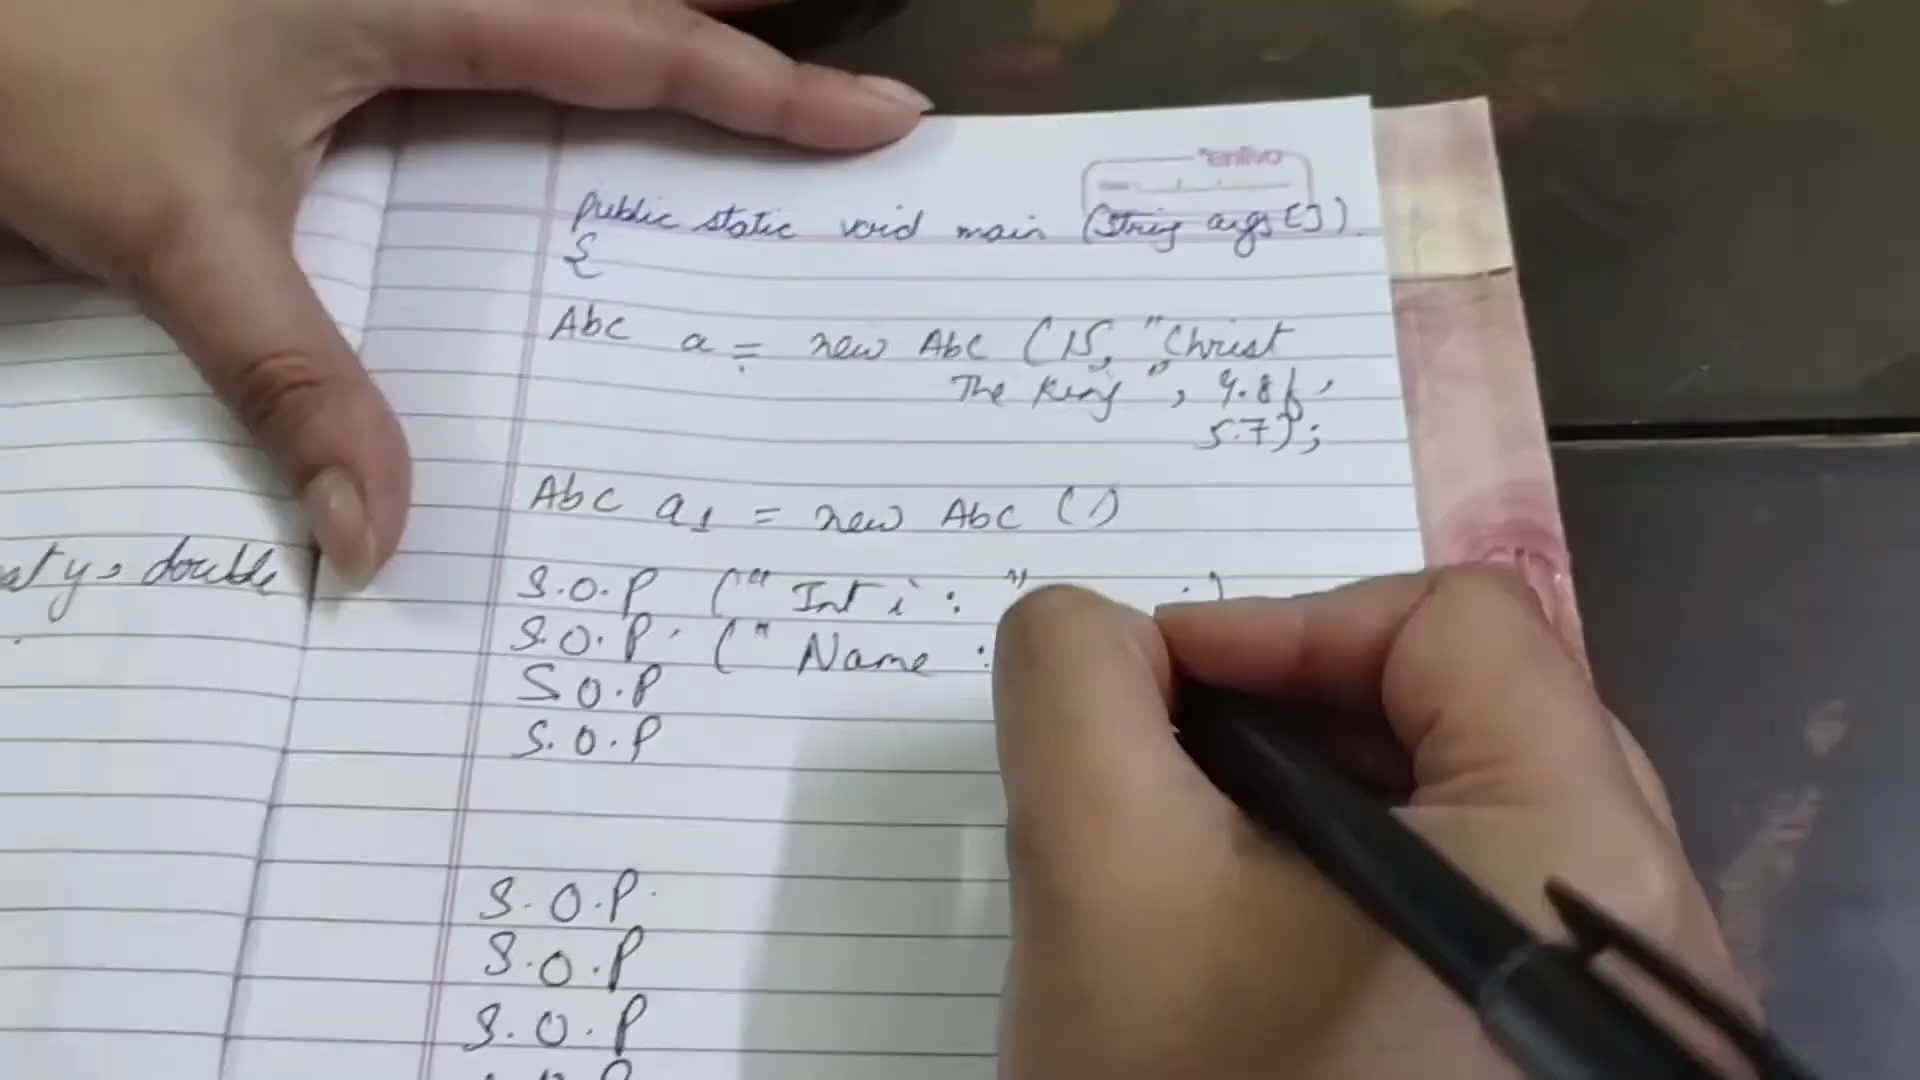 enlivo
public static void main (String args[])
{
Abc a = new Abc (15, "Christ
The King", 4.8f,
5.7);
Abc a1 = new Abc ()
at y, double
S.O.P (" Int i : "
S.O.P. (" Name :
S O.P
S.O.P
S.O.P.
S.O.P
S.O.P